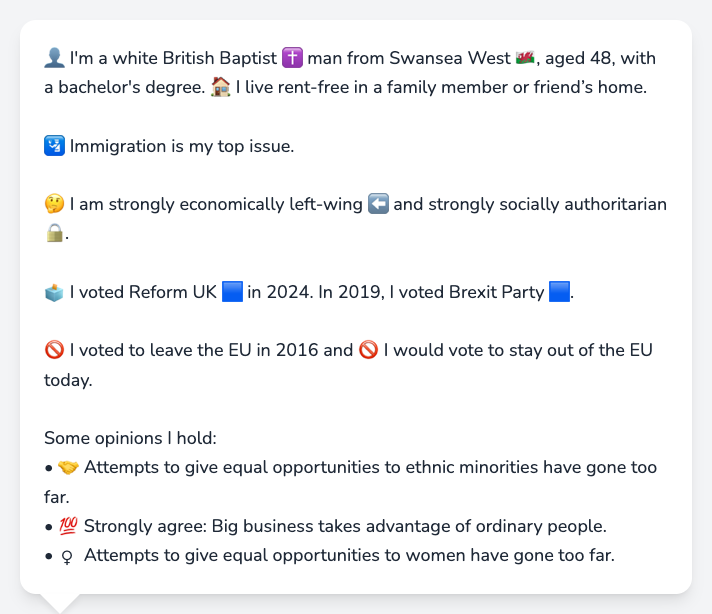 👤 I'm a white British Baptist ✝️ man from Swansea West 🏴󠁧󠁢󠁷󠁬󠁳󠁿, aged 48, with
a bachelor's degree. 🏠 I live rent-free in a family member or friend’s home.
🛂 Immigration is my top issue.
🤔 I am strongly economically left-wing ⬅️ and strongly socially authoritarian
🔒.
🗳️ I voted Reform UK 🟦 in 2024. In 2019, I voted Brexit Party 🟦.
🚫 I voted to leave the EU in 2016 and 🚫 I would vote to stay out of the EU
today.
Some opinions I hold:
• 🤝 Attempts to give equal opportunities to ethnic minorities have gone too
far.
• 💯 Strongly agree: Big business takes advantage of ordinary people.
• ♀ Attempts to give equal opportunities to women have gone too far.